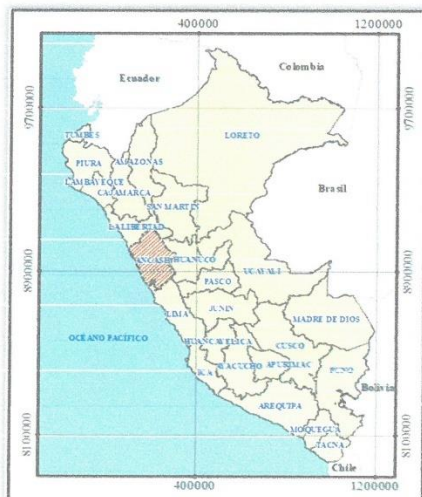 400000 1200000
Ecuador Colombia
9700000 9700000
TUMBES
LORETO
PIURA AMAZONAS
LAMBAYEQUE
CAJAMARCA
Brasil
SAN MARTIN
LA LIBERTAD
ANCASH HUANUCO
8900000 8900000
UCAYALI
PASCO
JUNIN
LIMA MADRE DE DIOS
OCÉANO PACÍFICO
HUANCAVELICA CUSCO
ICA AYACUCHO APURIMAC PUNO
Bolivia
AREQUIPA
MOQUEGUA
8100000 8100000
TACNA
Chile
400000 1200000